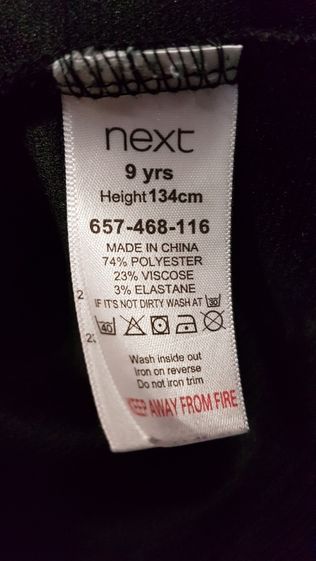 next
9 yrs
Height 134cm
657-468-116
MADE IN CHINA
74% POLYESTER
23% VISCOSE
3% ELASTANE
IF IT'S NOT DIRTY WASH AT 30
40
Wash inside out
Iron on reverse
Do not iron trim
KEEP AWAY FROM FIRE